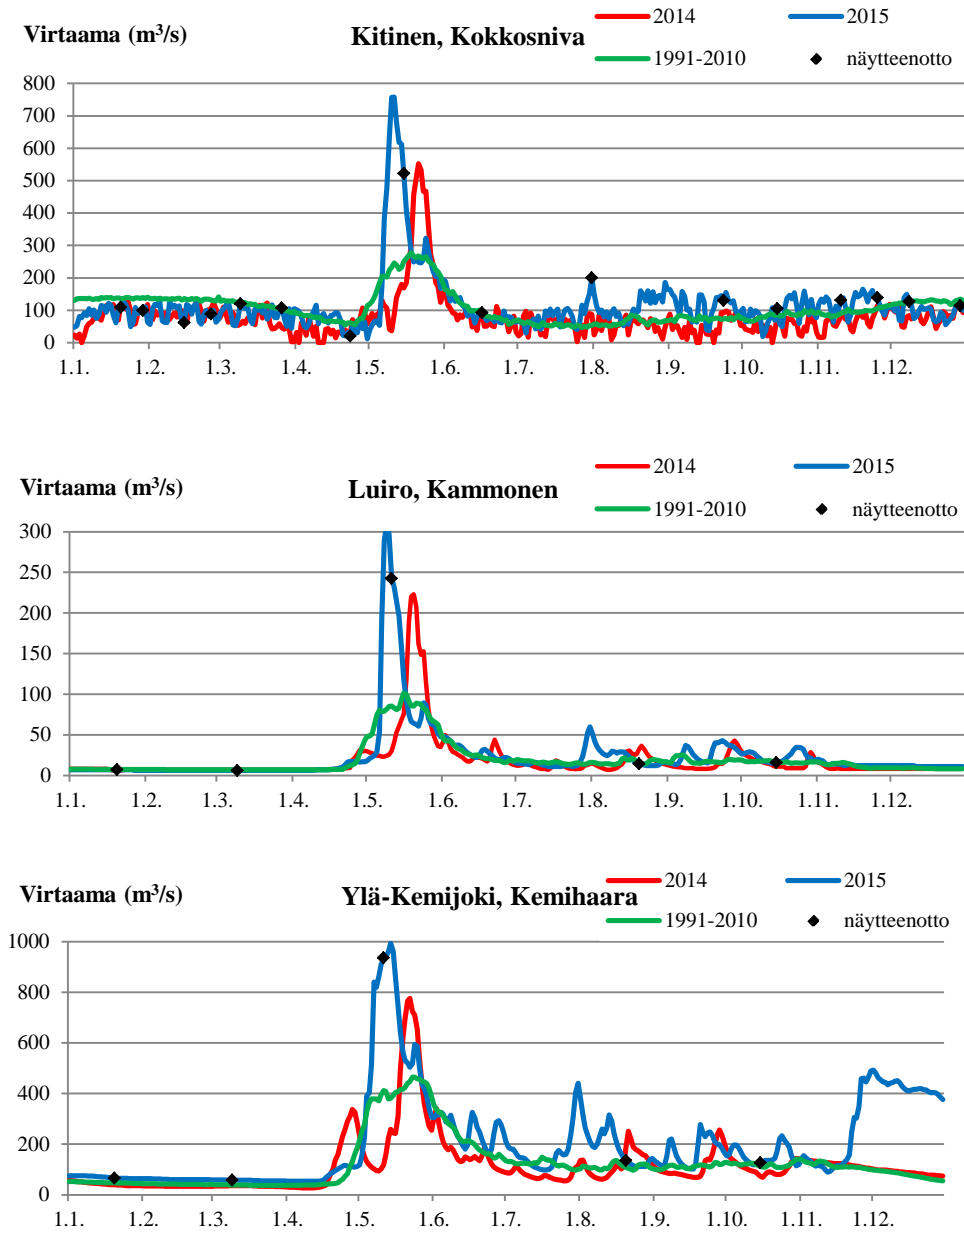 2014
2015
Virtaama (m³/s)
Kitinen, Kokkosniva
1991-2010
näytteenotto
800
700
600
500
400
300
200
100
0
1.1. 1.2. 1.3. 1.4. 1.5. 1.6. 1.7. 1.8. 1.9. 1.10. 1.11. 1.12.
2014
2015
Virtaama (m³/s)
Luiro, Kammonen
1991-2010
näytteenotto
300
250
200
150
100
50
0
1.1. 1.2. 1.3. 1.4. 1.5. 1.6. 1.7. 1.8. 1.9. 1.10. 1.11. 1.12.
2014
2015
Virtaama (m³/s)
Ylä-Kemijoki, Kemihaara
1991-2010
näytteenotto
1000
800
600
400
200
0
1.1. 1.2. 1.3. 1.4. 1.5. 1.6. 1.7. 1.8. 1.9. 1.10. 1.11. 1.12.